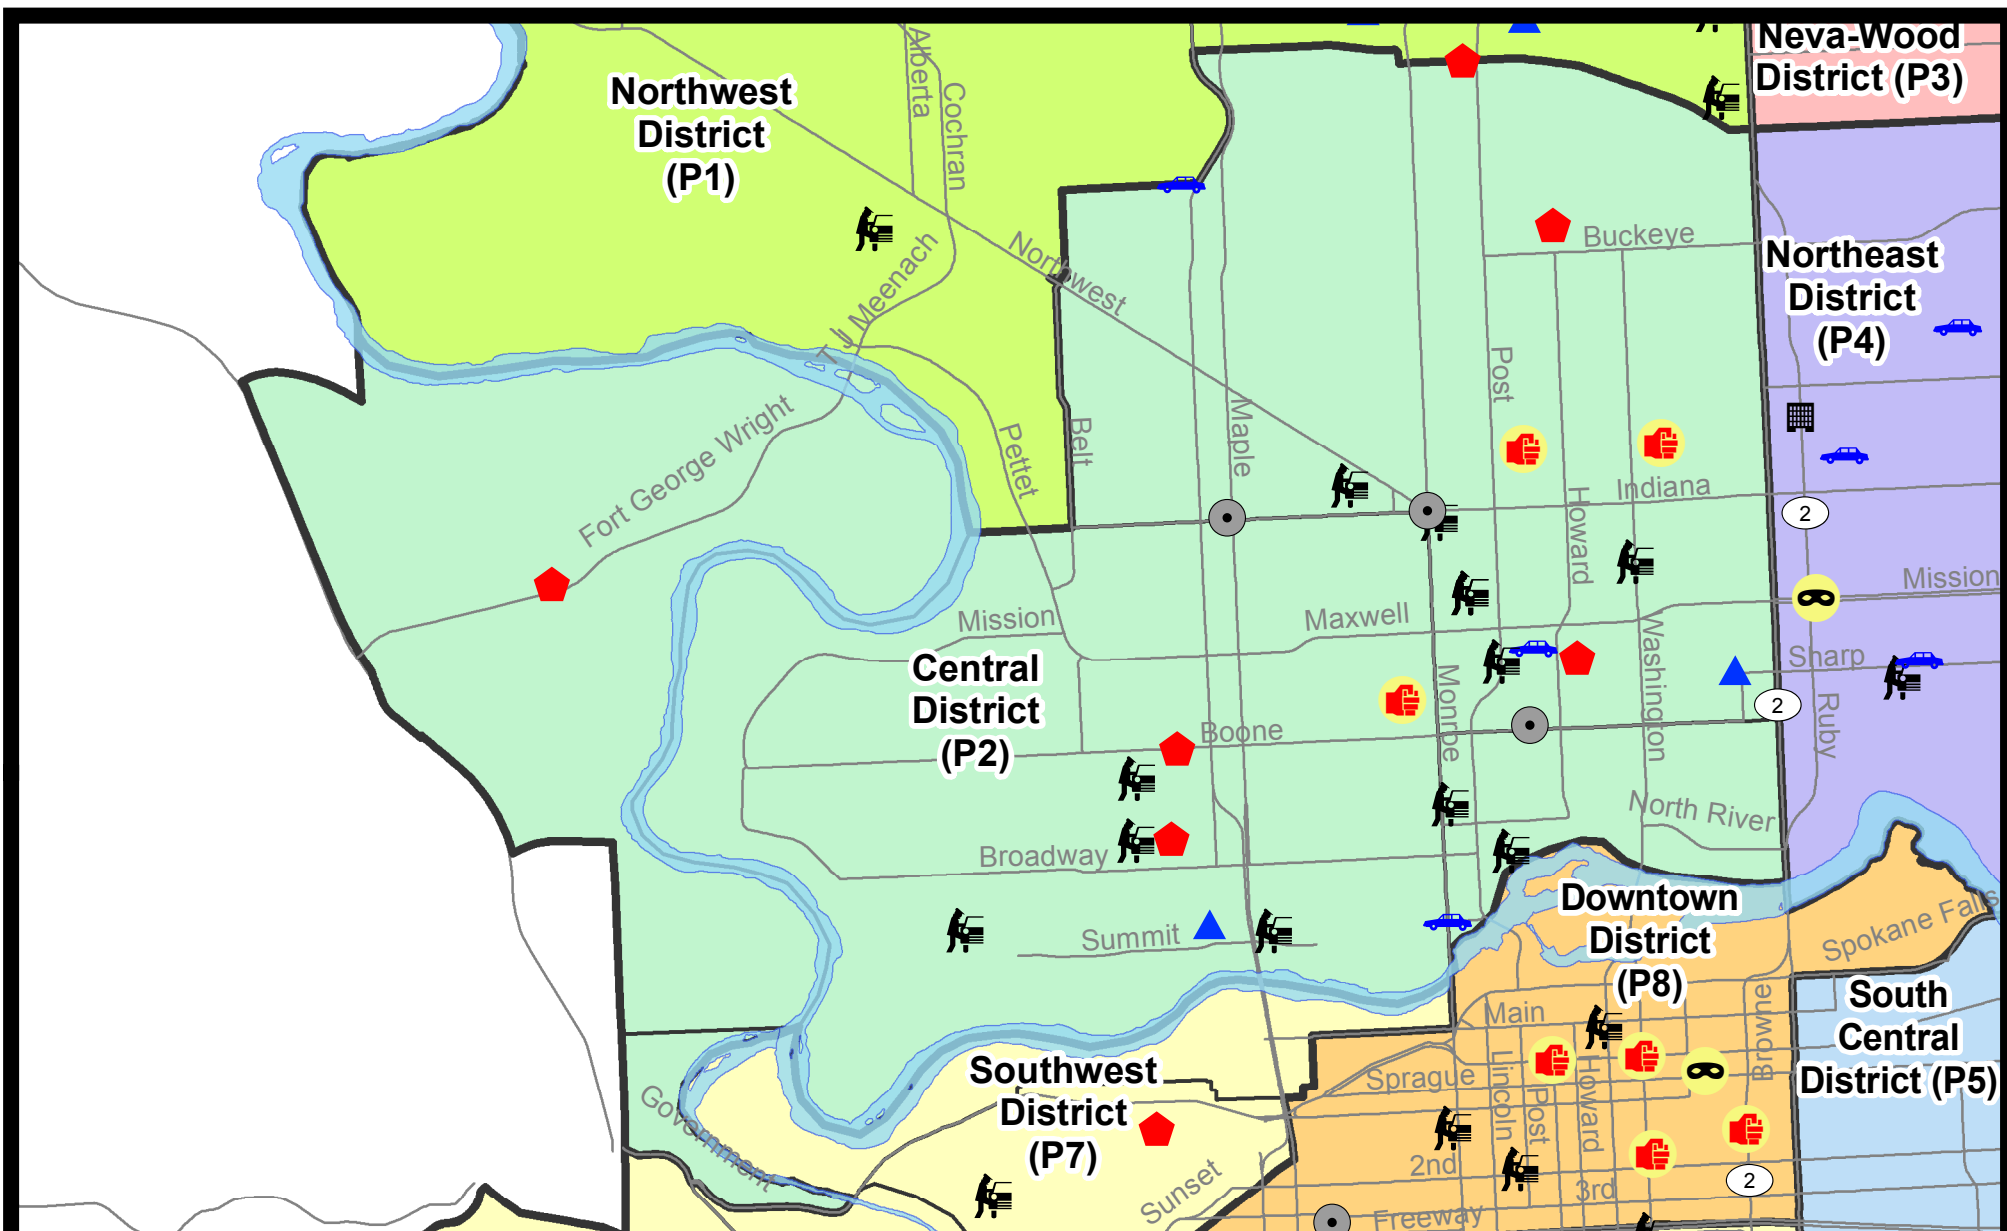 Neva-Wood
District (P3)
Alberta
Cochran
Northwest
District
(P1)
Northwest
T J Meenach
Buckeye
Northeast
District
(P4)
Post
Maple
Belt
Pettet
Fort George Wright
Indiana
Howard
2
Mission
Mission
Maxwell
Washington
Sharp
Central
District
(P2)
Monroe
Boone
2
Ruby
North River
Broadway
Summit
Downtown
District
(P8)
Spokane Falls
South
Central
District (P5)
Main
Browne
Southwest
District
(P7)
Sprague
Lincoln
Post
Howard
Government
2nd
3rd
2
Sunset
Freeway